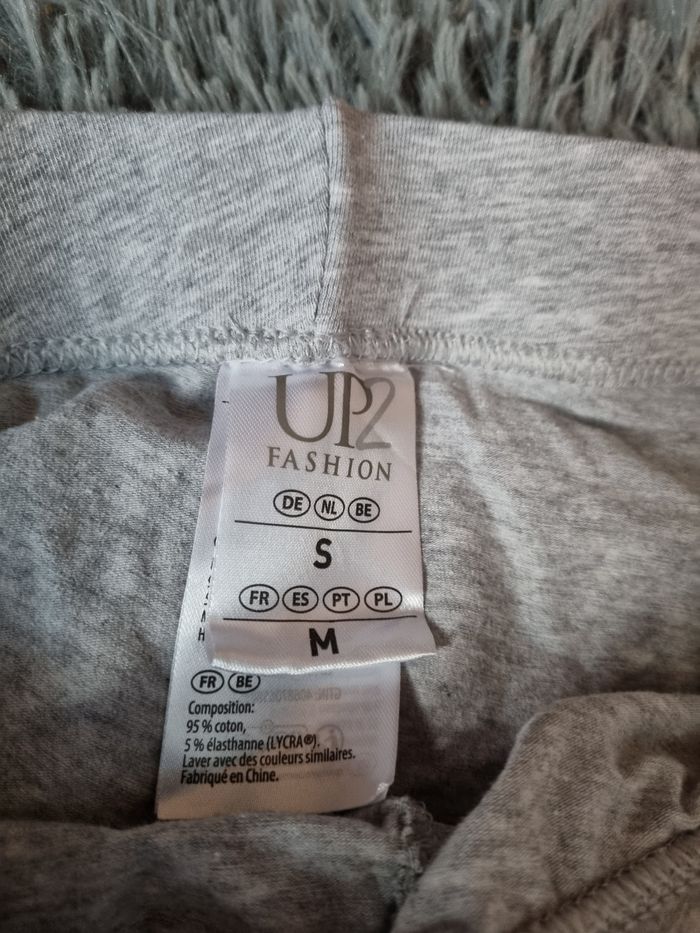 UP2
FASHION
DE NL BE
S
FR ES PT PL
M
FR BE
Composition:
95 % coton,
5 % élasthanne (LYCRA®).
Laver avec des couleurs similaires.
Fabriqué en Chine.